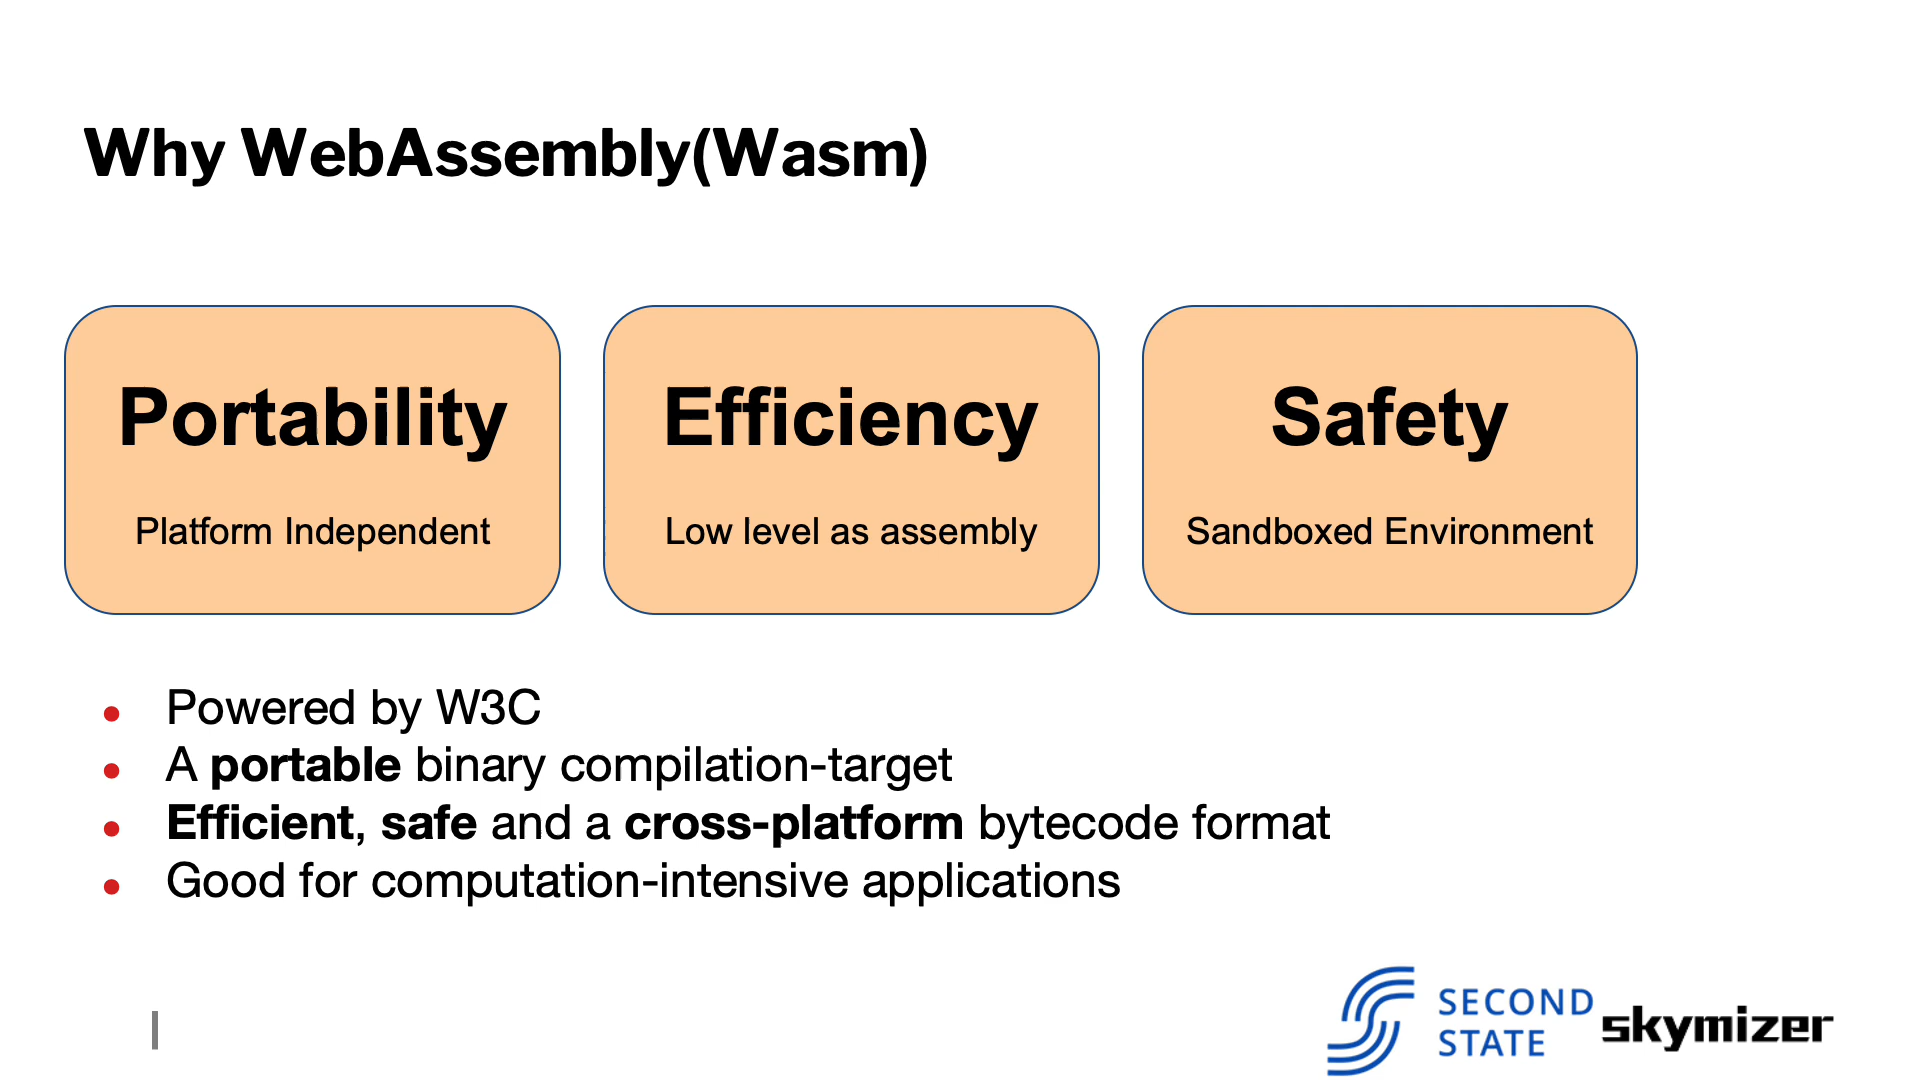 Why WebAssembly(Wasm)
Portability
Platform Independent
Efficiency
Low level as assembly
Safety
Sandboxed Environment
● Powered by W3C
● A portable binary compilation-target
● Efficient, safe and a cross-platform bytecode format
● Good for computation-intensive applications
SECOND
STATE
skymizer